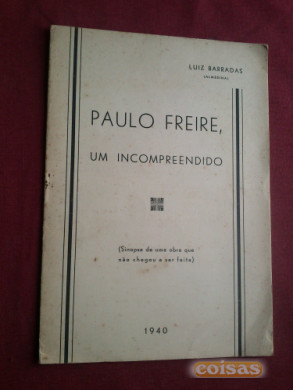 LUIZ BARRADAS
PAULO FREIRE,
UM INCOMPREENDIDO
(Sinopse de uma obra que
não chegou a ser feita)
1940
coisas